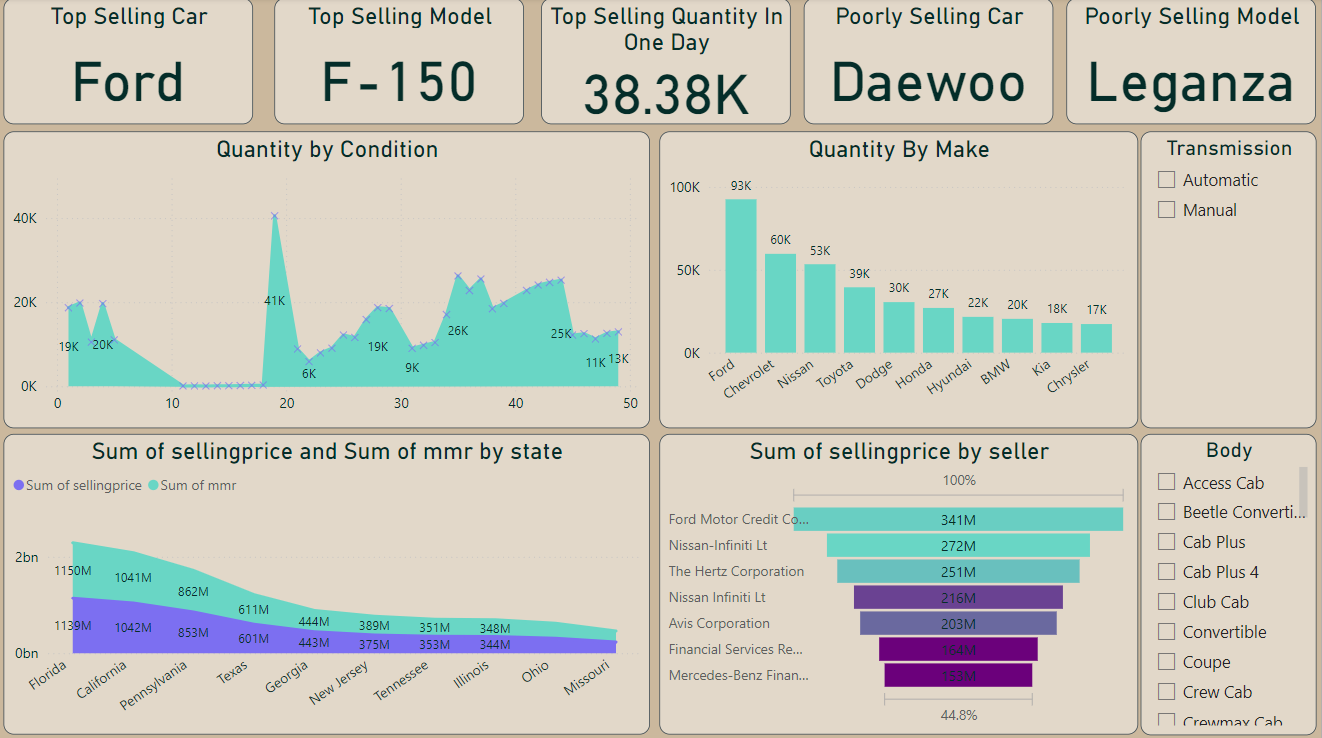 Top Selling Car
Ford
Top Selling Model
F-150
Top Selling Quantity In
One Day
38.38K
Poorly Selling Car
Daewoo
Poorly Selling Model
Leganza
Quantity by Condition
40K
20K
0K
19K
20K
41K
6K
19K
9K
26K
25K
11K
13K
0
10
20
30
40
50
Quantity By Make
100K
50K
0K
93K
60K
53K
39K
30K
27K
22K
20K
18K
17K
Ford
Chevrolet
Nissan
Toyota
Dodge
Honda
Hyundai
BMW
Kia
Chrysler
Transmission
Automatic
Manual
Sum of sellingprice and Sum of mmr by state
Sum of sellingprice
Sum of mmr
2bn
0bn
1150M
1041M
862M
611M
444M
389M
351M
348M
1139M
1042M
853M
601M
443M
375M
353M
344M
Florida
California
Pennsylvania
Texas
Georgia
New Jersey
Tennessee
Illinois
Ohio
Missouri
Sum of sellingprice by seller
100%
Ford Motor Credit Co...
341M
Nissan-Infiniti Lt
272M
The Hertz Corporation
251M
Nissan Infiniti Lt
216M
Avis Corporation
203M
Financial Services Re...
164M
Mercedes-Benz Finan...
153M
44.8%
Body
Access Cab
Beetle Converti...
Cab Plus
Cab Plus 4
Club Cab
Convertible
Coupe
Crew Cab
Crewmax Cab